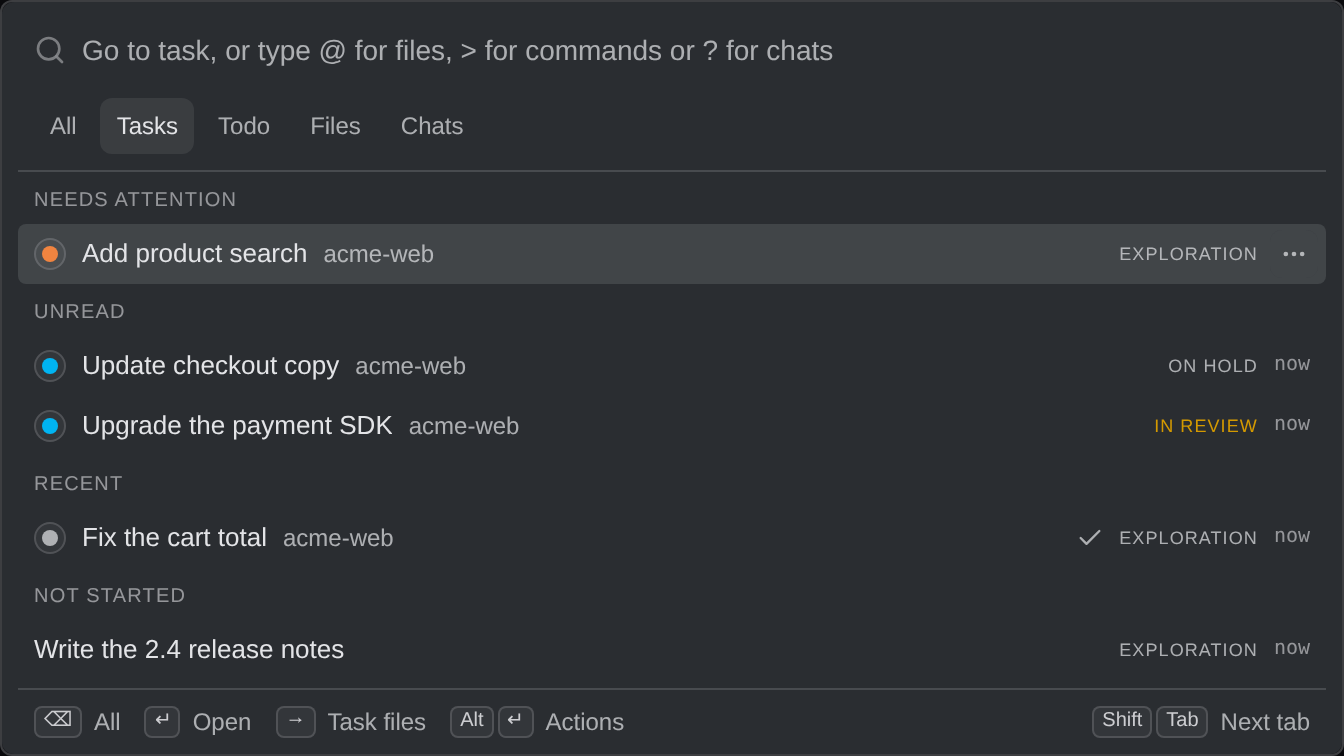 Go to task, or type @ for files, > for commands or ? for chats
All Tasks Todo Files Chats
NEEDS ATTENTION
Add product search acme-web EXPLORATION •••
UNREAD
Update checkout copy acme-web ON HOLD now
Upgrade the payment SDK acme-web IN REVIEW now
RECENT
Fix the cart total acme-web ✓ EXPLORATION now
NOT STARTED
Write the 2.4 release notes EXPLORATION now
⌫ All ↵ Open → Task files Alt ↵ Actions Shift Tab Next tab